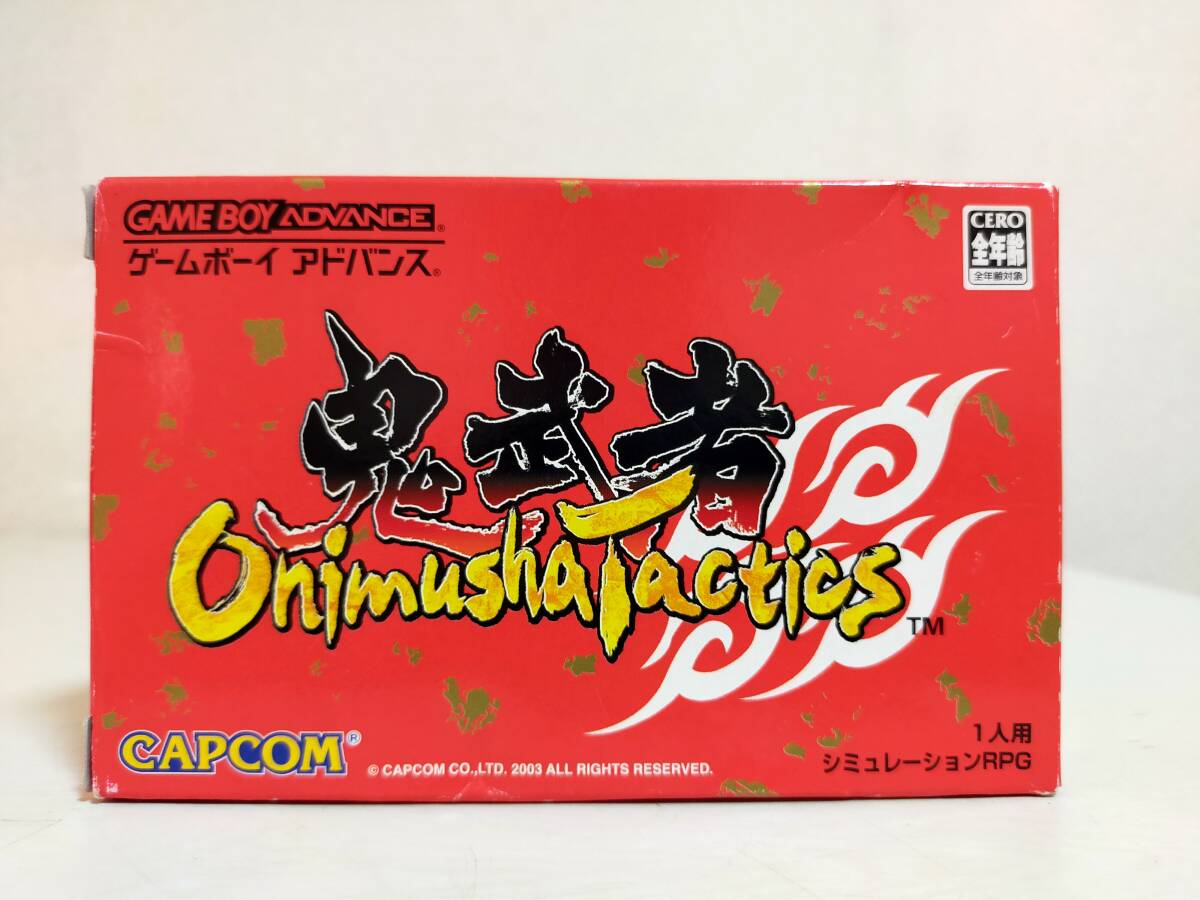 GAME BOY ADVANCE®
ゲームボーイ アドバンス®
CERO
全年齢
全年齢対象
鬼武者
Onimusha Tactics™
CAPCOM®
© CAPCOM CO., LTD. 2003 ALL RIGHTS RESERVED.
1人用
シミュレーションRPG